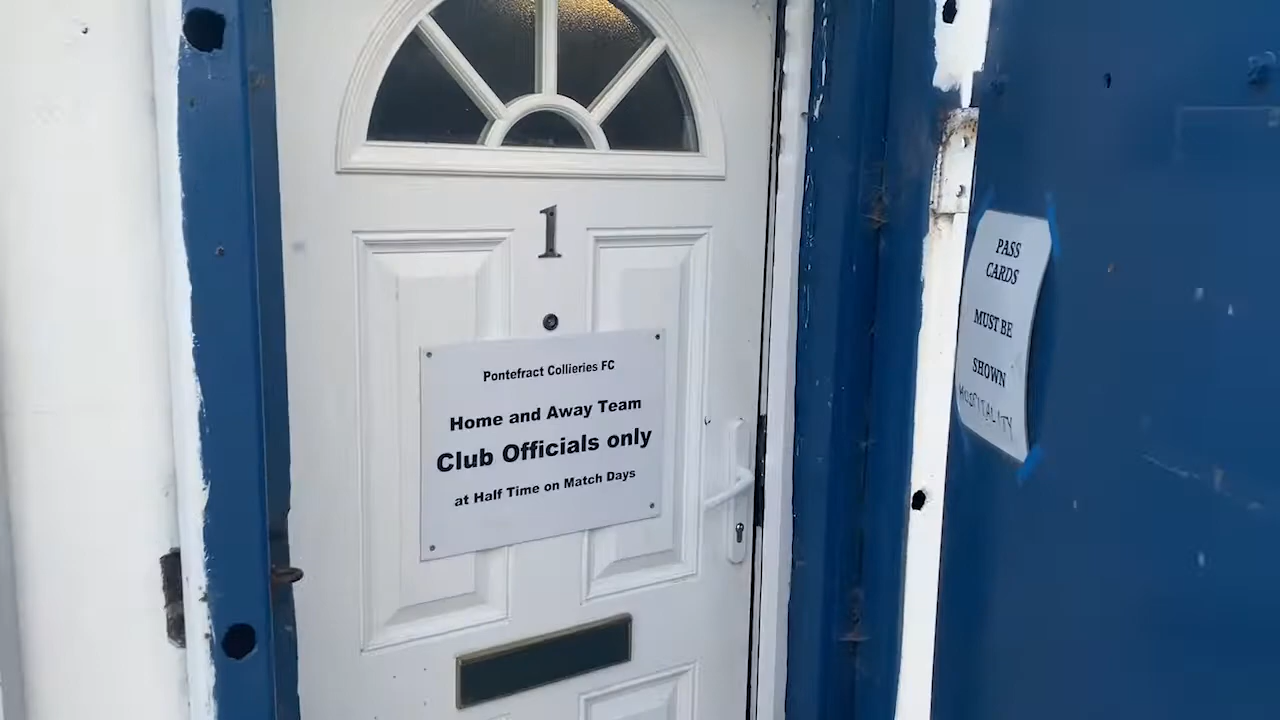 1
Pontefract Collieries FC
Home and Away Team
Club Officials only
at Half Time on Match Days
PASS
CARDS
MUST BE
SHOWN
HOSPITALITY